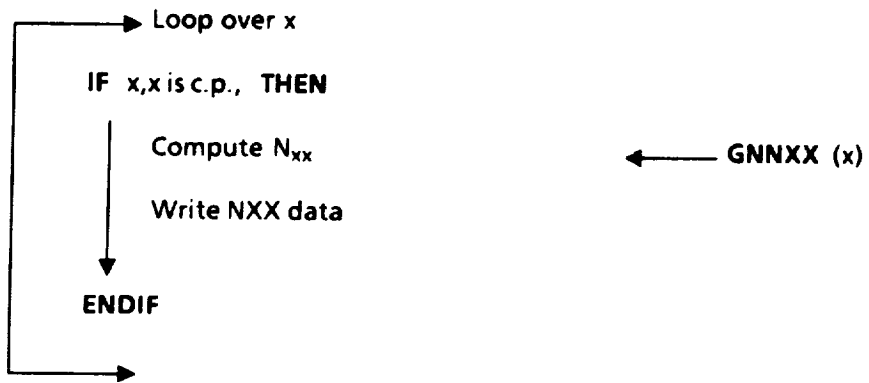 Loop over x
IF x,x is c.p., THEN
Compute Nxx
GNNXX (x)
Write NXX data
ENDIF